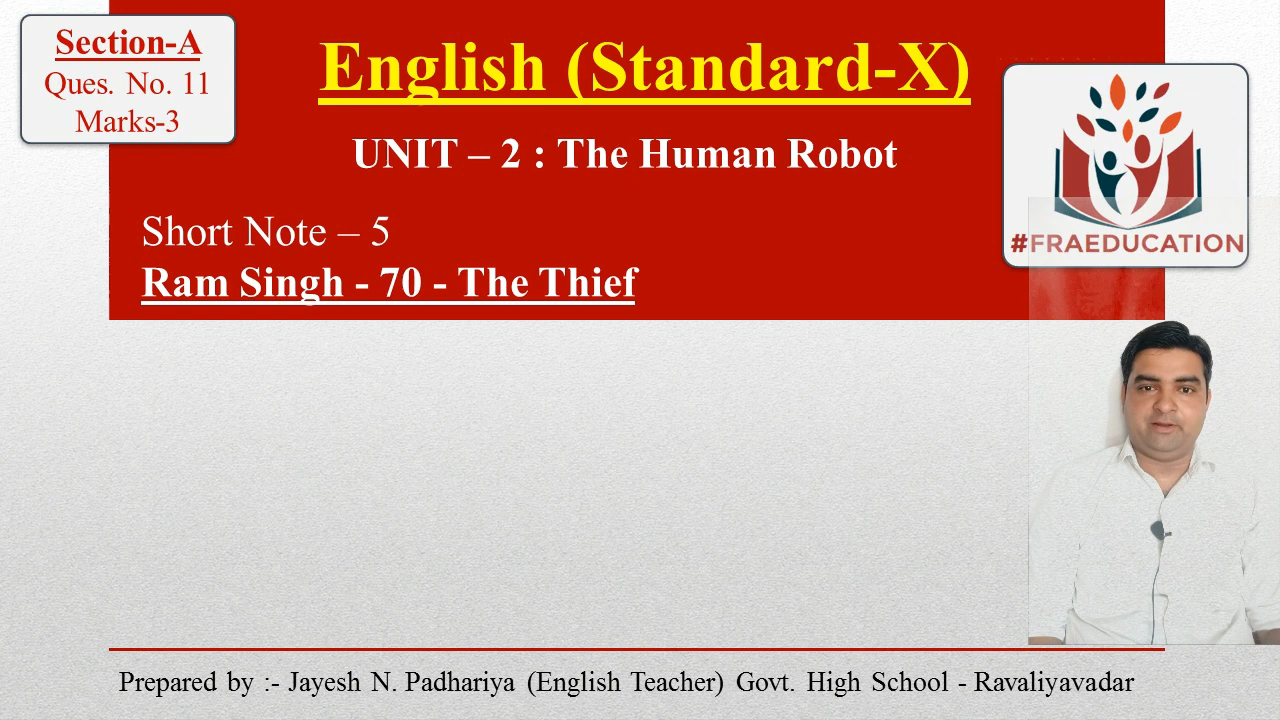 Section-A
Ques. No. 11
Marks-3
English (Standard-X)
UNIT – 2 : The Human Robot
Short Note – 5
Ram Singh - 70 - The Thief
#FRAEDUCATION
Prepared by :- Jayesh N. Padhariya (English Teacher) Govt. High School - Ravaliyavadar